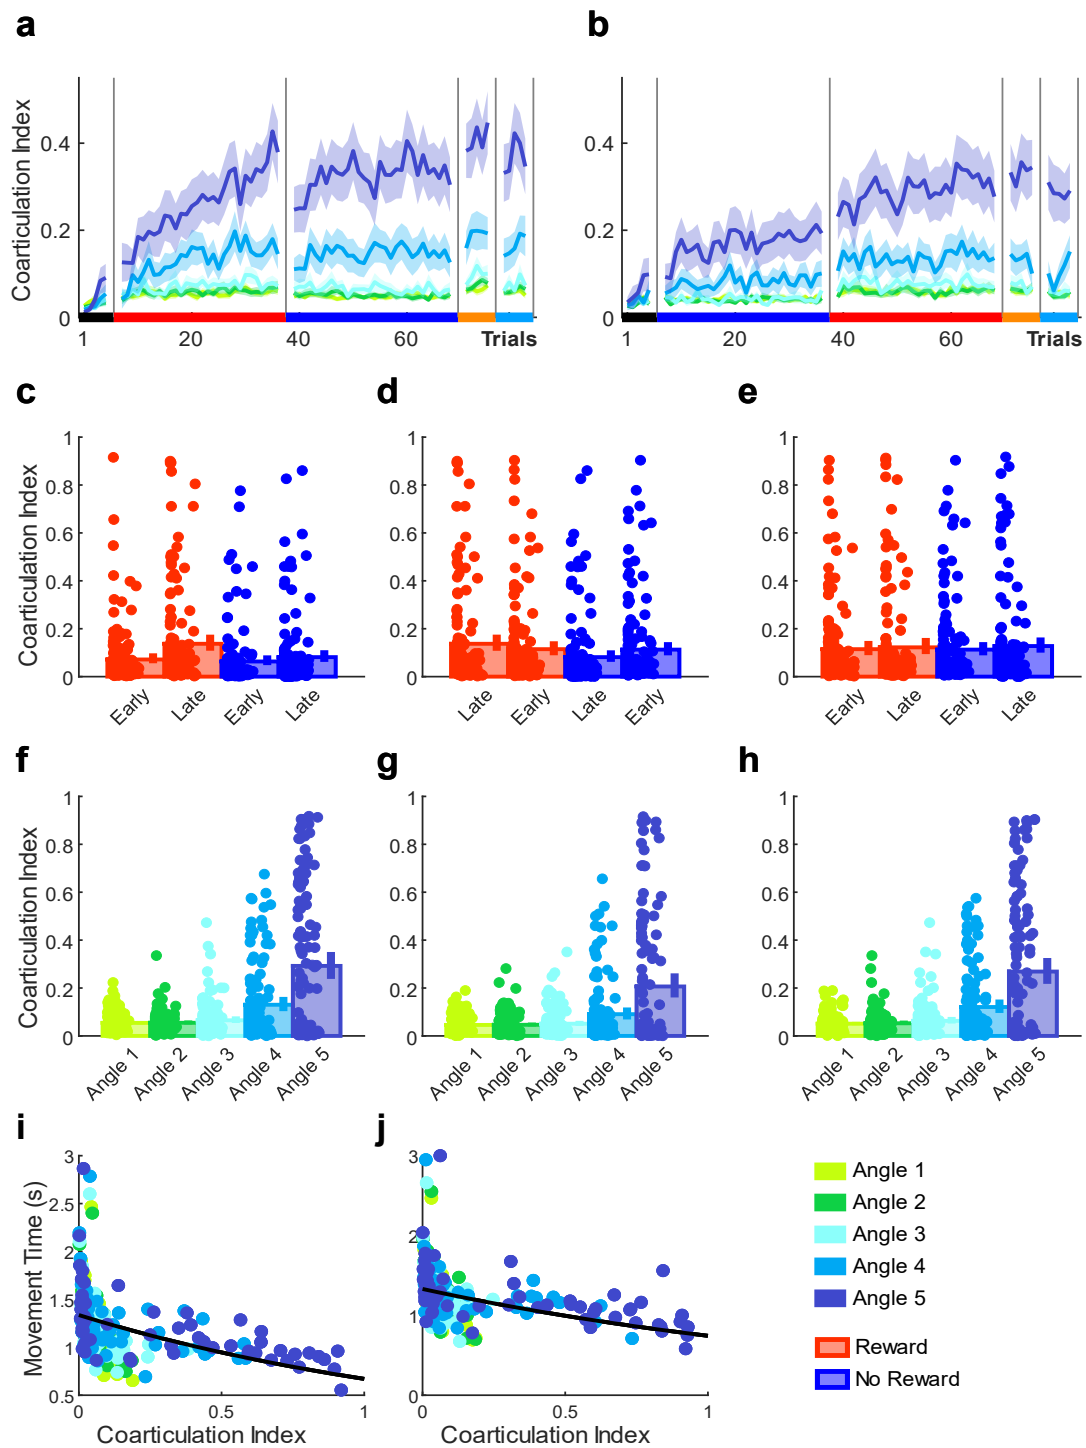 a b
Coarticulation Index
0.4
0.2
0
1 20 40 60 Trials
0.4
0.2
0
1 20 40 60 Trials
c d e
Coarticulation Index
1
0.8
0.6
0.4
0.2
0
Early Late Early Late
1
0.8
0.6
0.4
0.2
0
Late Early Late Early
1
0.8
0.6
0.4
0.2
0
Early Late Early Late
f g h
Coarticulation Index
1
0.8
0.6
0.4
0.2
0
Angle 1 Angle 2 Angle 3 Angle 4 Angle 5
1
0.8
0.6
0.4
0.2
0
Angle 1 Angle 2 Angle 3 Angle 4 Angle 5
1
0.8
0.6
0.4
0.2
0
Angle 1 Angle 2 Angle 3 Angle 4 Angle 5
i j
Movement Time (s)
3
2.5
2
1.5
1
0.5
0 0.5 1
Coarticulation Index
3
2
1
0
0 0.5 1
Coarticulation Index
Angle 1
Angle 2
Angle 3
Angle 4
Angle 5
Reward
No Reward